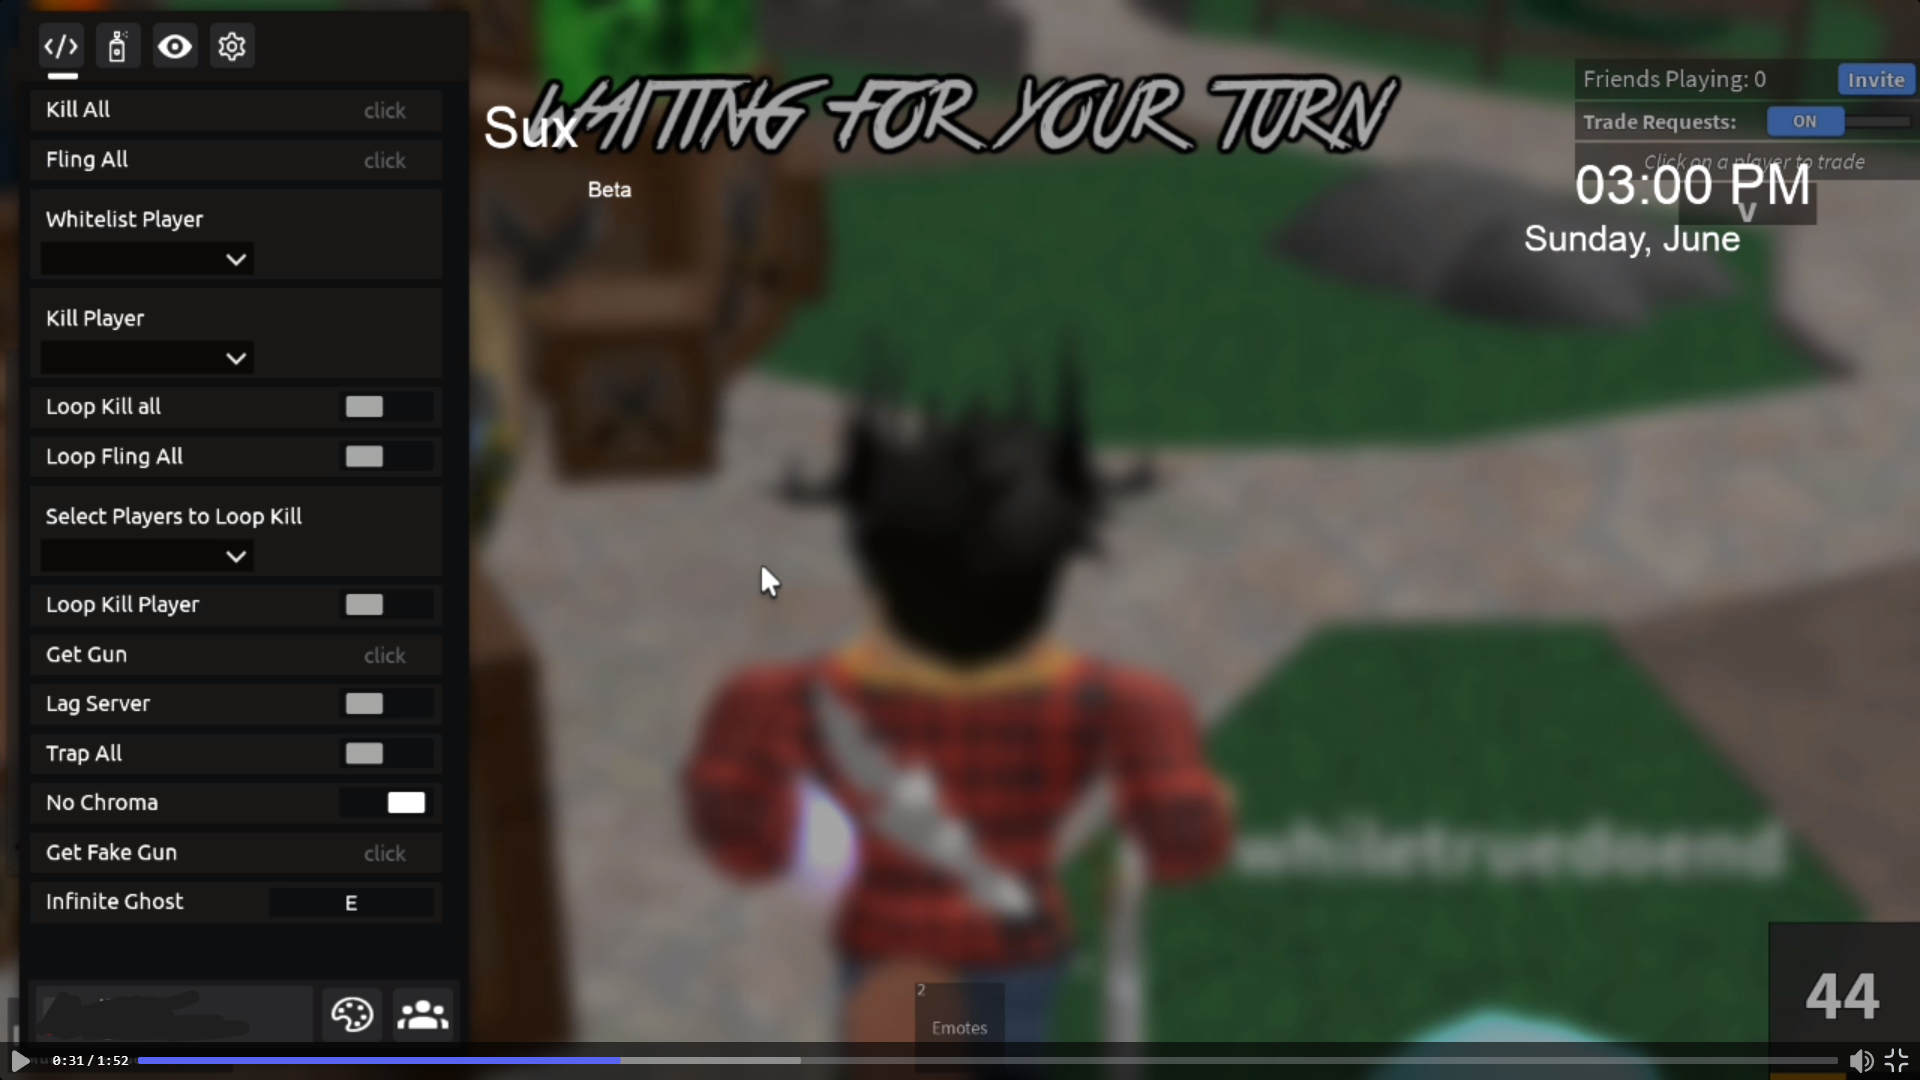 Kill All click
Fling All click
Whitelist Player
Kill Player
Loop Kill all
Loop Fling All
Select Players to Loop Kill
Loop Kill Player
Get Gun click
Lag Server
Trap All
No Chroma
Get Fake Gun click
Infinite Ghost E
WAITING FOR YOUR TURN
Sux
Beta
Friends Playing: 0 Invite
Trade Requests: ON
Click on a player to trade
03:00 PM
V
Sunday, June
whiletruedoend
2
Emotes
44
0:31 / 1:52